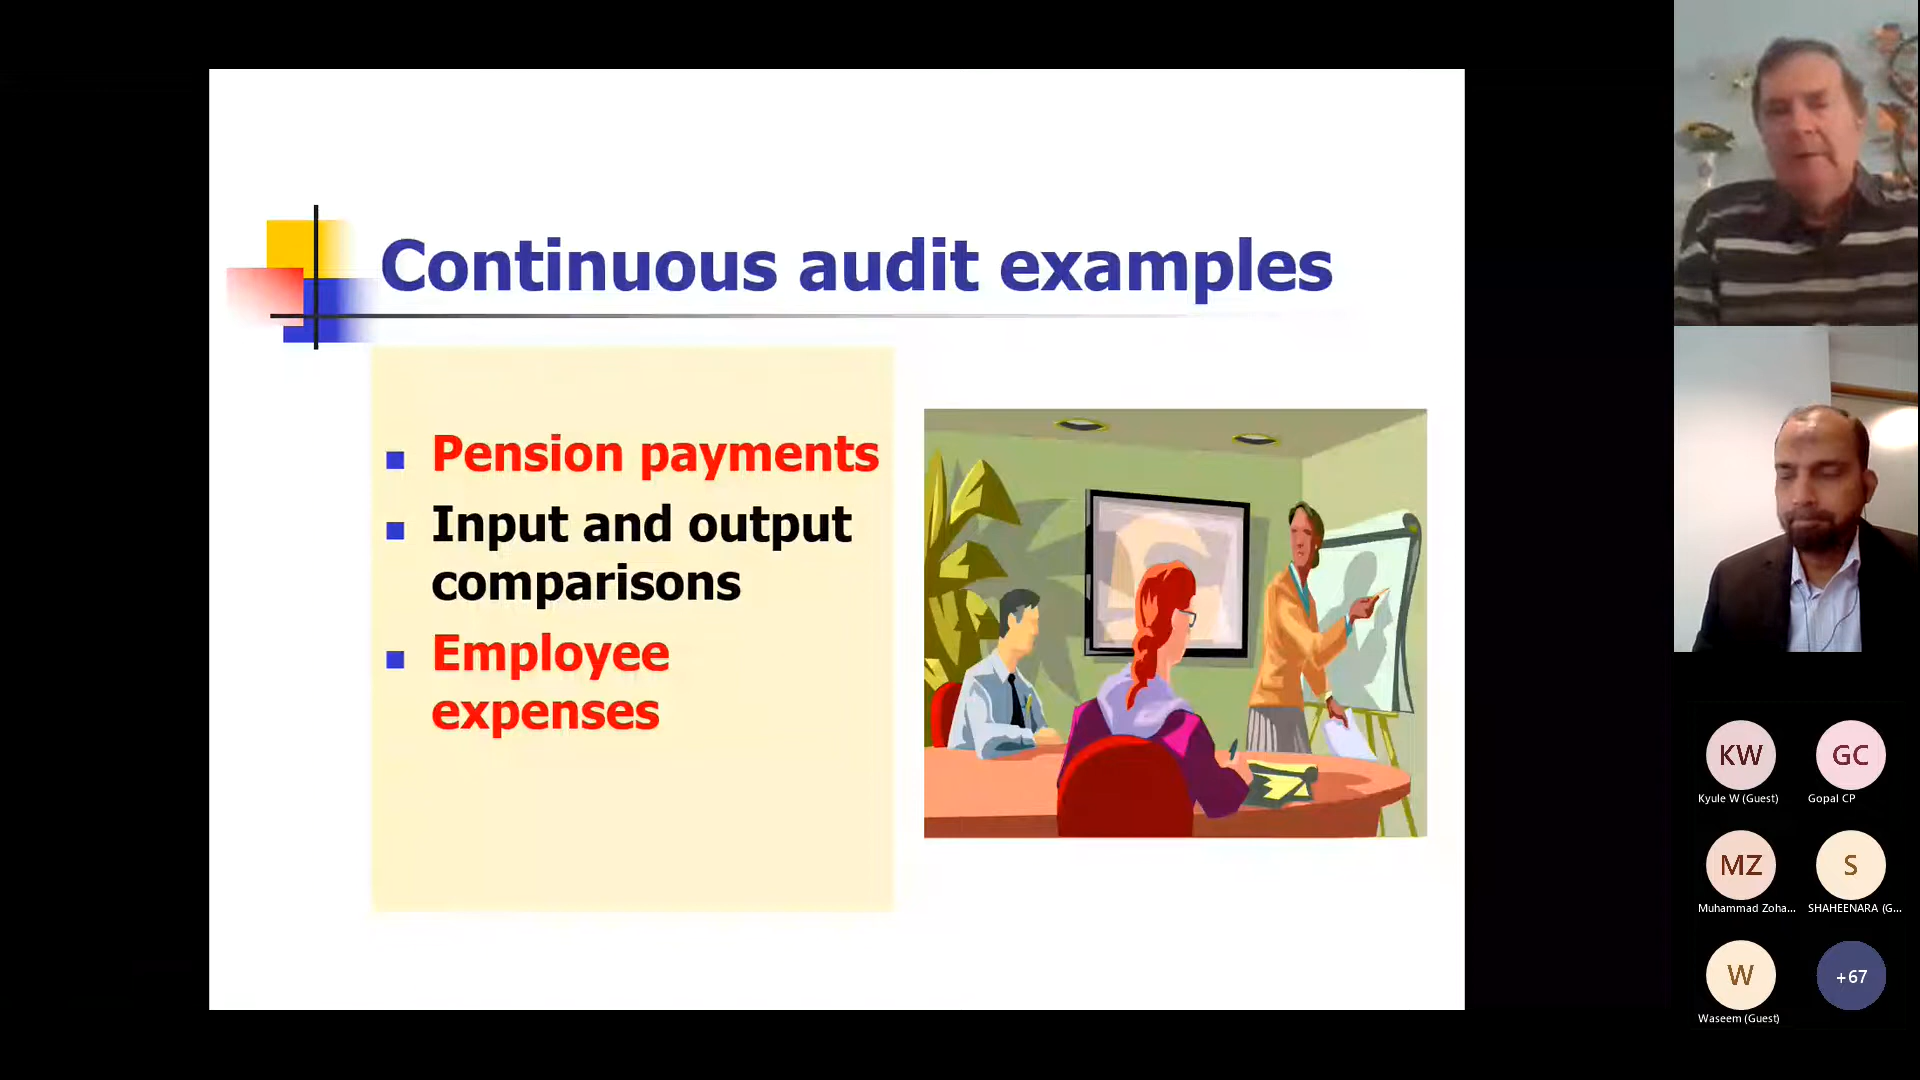 Continuous audit examples
Pension payments
Input and output
comparisons
Employee
expenses
KW
Kyule W (Guest)
GC
Gopal CP
MZ
Muhammad Zoha...
S
SHAHEENARA (G...
W
Waseem (Guest)
+67